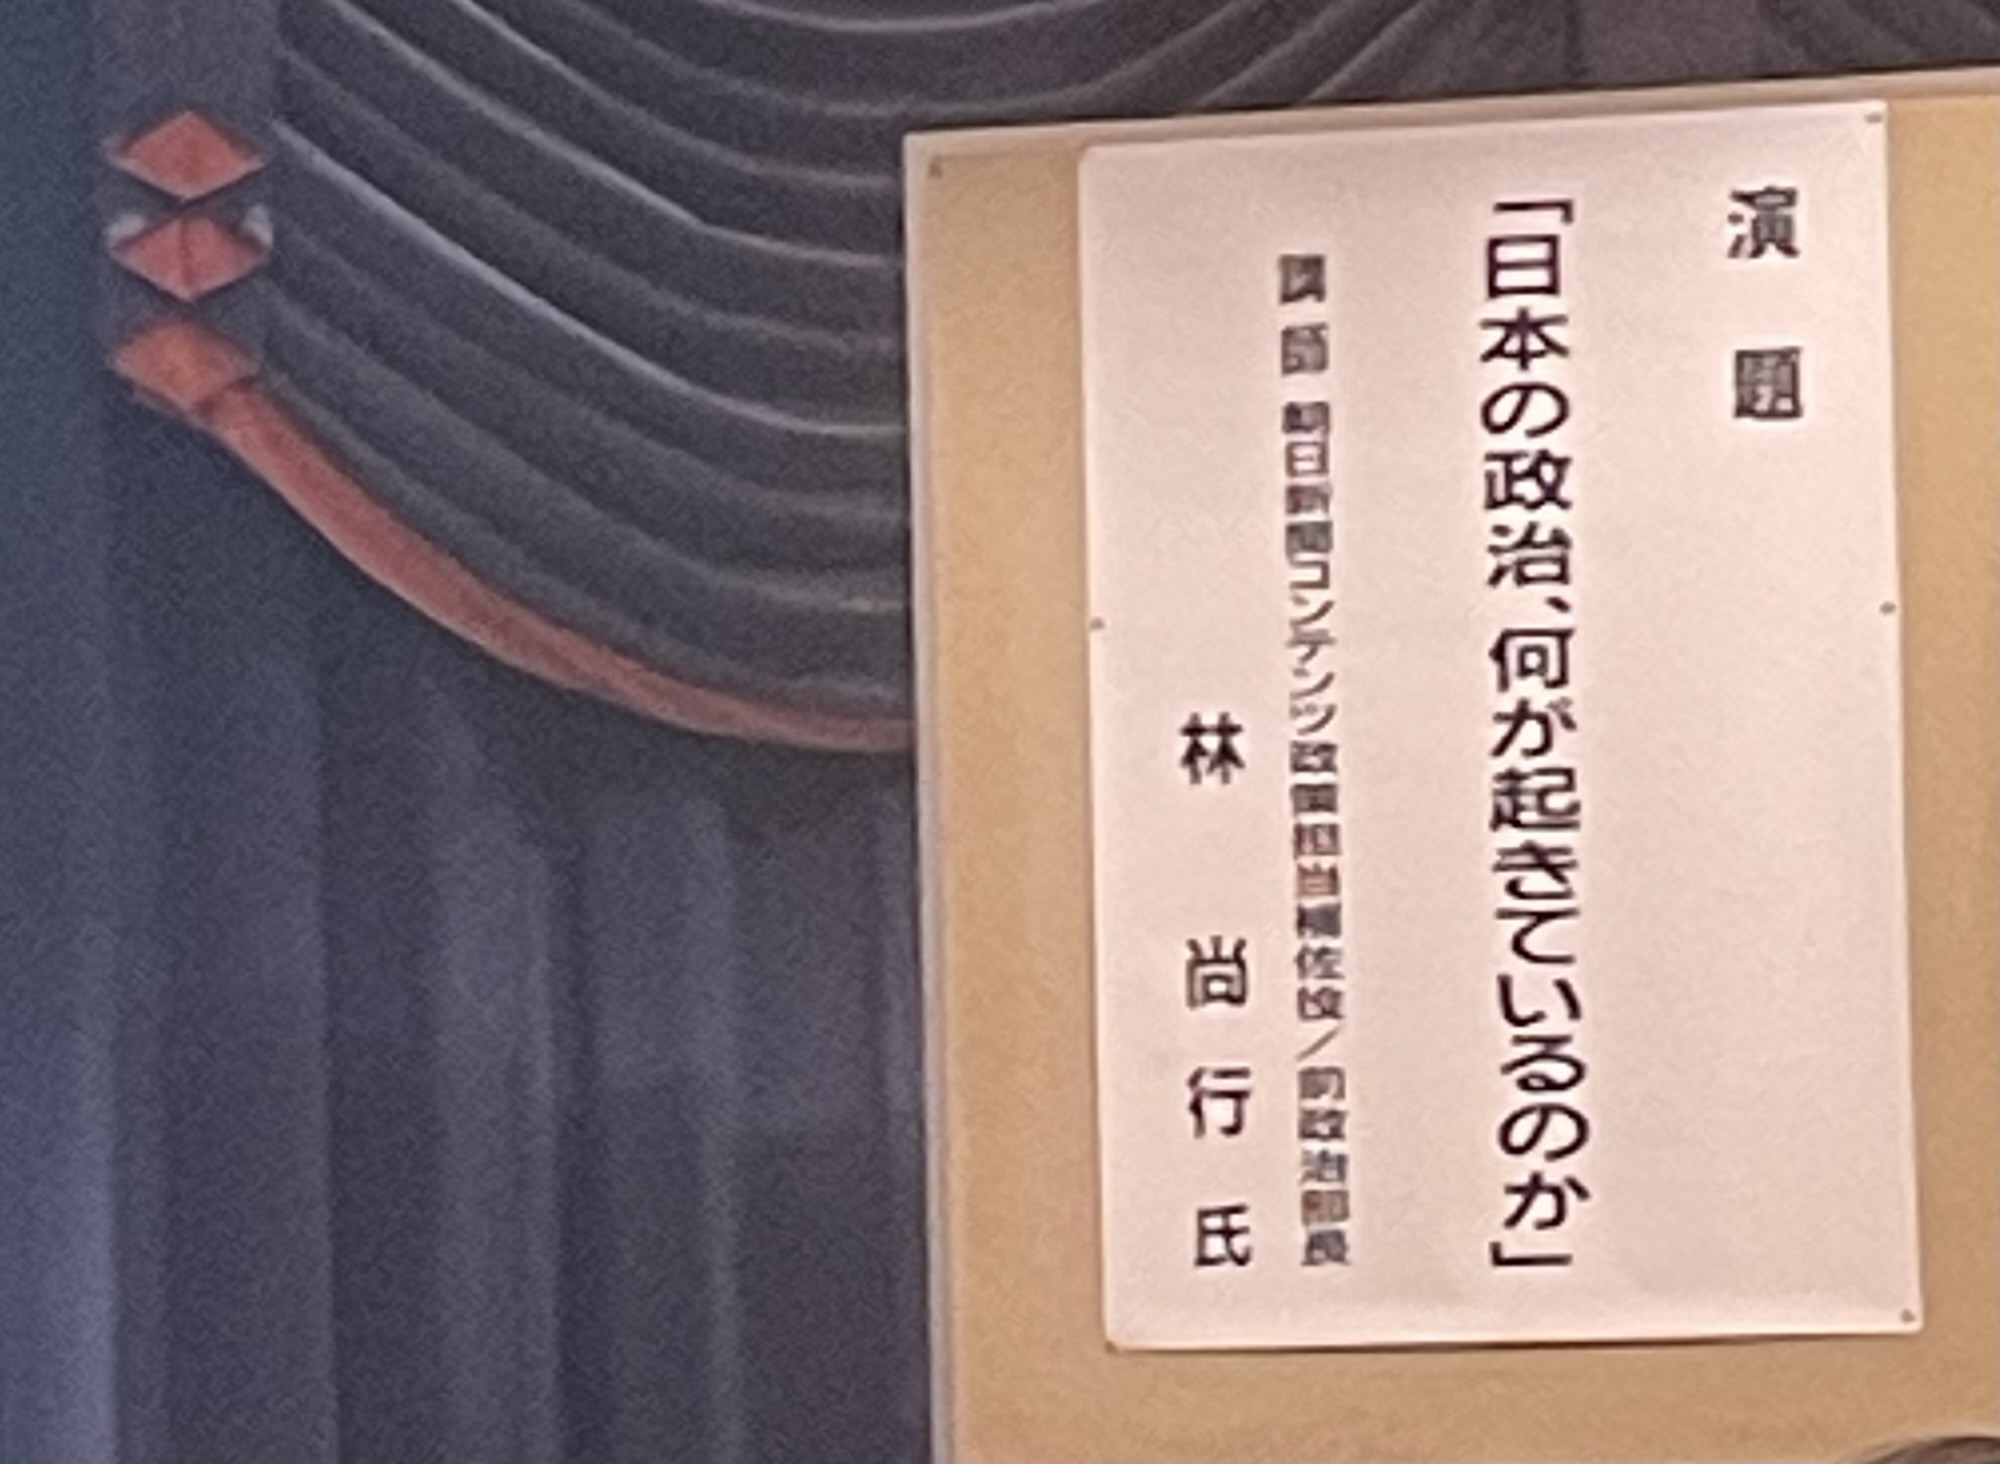 演題
「日本の政治、何が起きているのか」
講師 朝日新聞コンテンツ政策担当補佐役／前政治部長
林 尚行氏